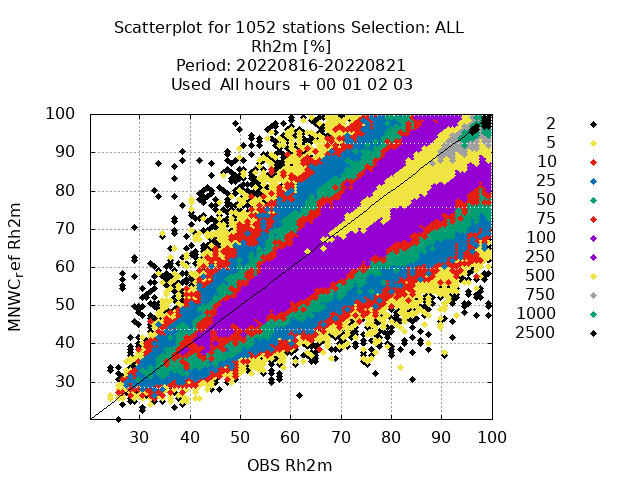 Scatterplot for 1052 stations Selection: ALL
Rh2m [%]
Period: 20220816-20220821
Used  All hours  + 00 01 02 03
100
90
80
70
60
50
40
30
MNWC,ef Rh2m
30 40 50 60 70 80 90 100
OBS Rh2m
2
5
10
25
50
75
100
250
500
750
1000
2500